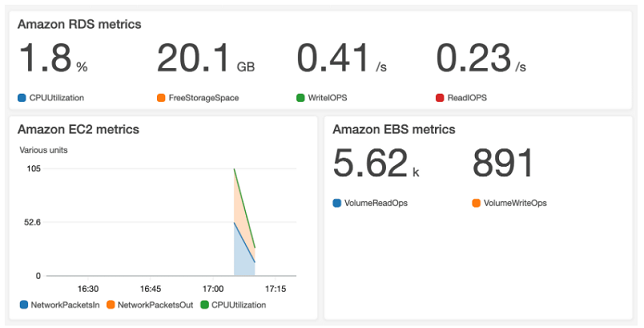 Amazon RDS metrics
1.8 % 20.1 GB 0.41 /s 0.23 /s
CPUUtilization FreeStorageSpace WriteIOPS ReadIOPS
Amazon EC2 metrics
Various units
105
52.6
0
16:30 16:45 17:00 17:15
NetworkPacketsIn NetworkPacketsOut CPUUtilization
Amazon EBS metrics
5.62 k 891
VolumeReadOps VolumeWriteOps